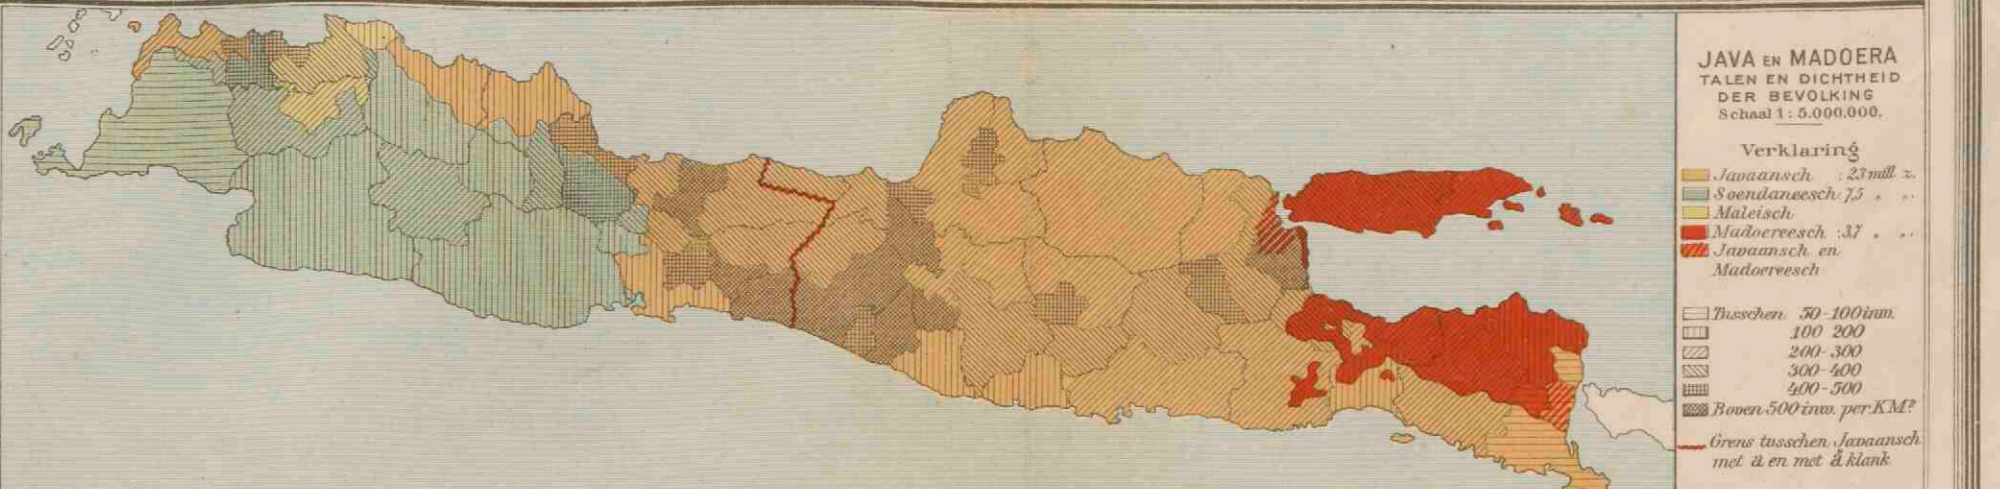 JAVA EN MADOERA
TALEN EN DICHTHEID
DER BEVOLKING
Schaal 1 : 5.000.000.
Verklaring
Javaansch : 23 mill z.
Soendaneesch 7,5 " "
Maleisch
Madoereesch : 3.7 " "
Javaansch en
Madoereesch
Tusschen 50-100 inw.
100 200
200-300
300-400
400-500
Boven 500 inw. per KM²
Grens tusschen Javaansch
met ä en met å klank